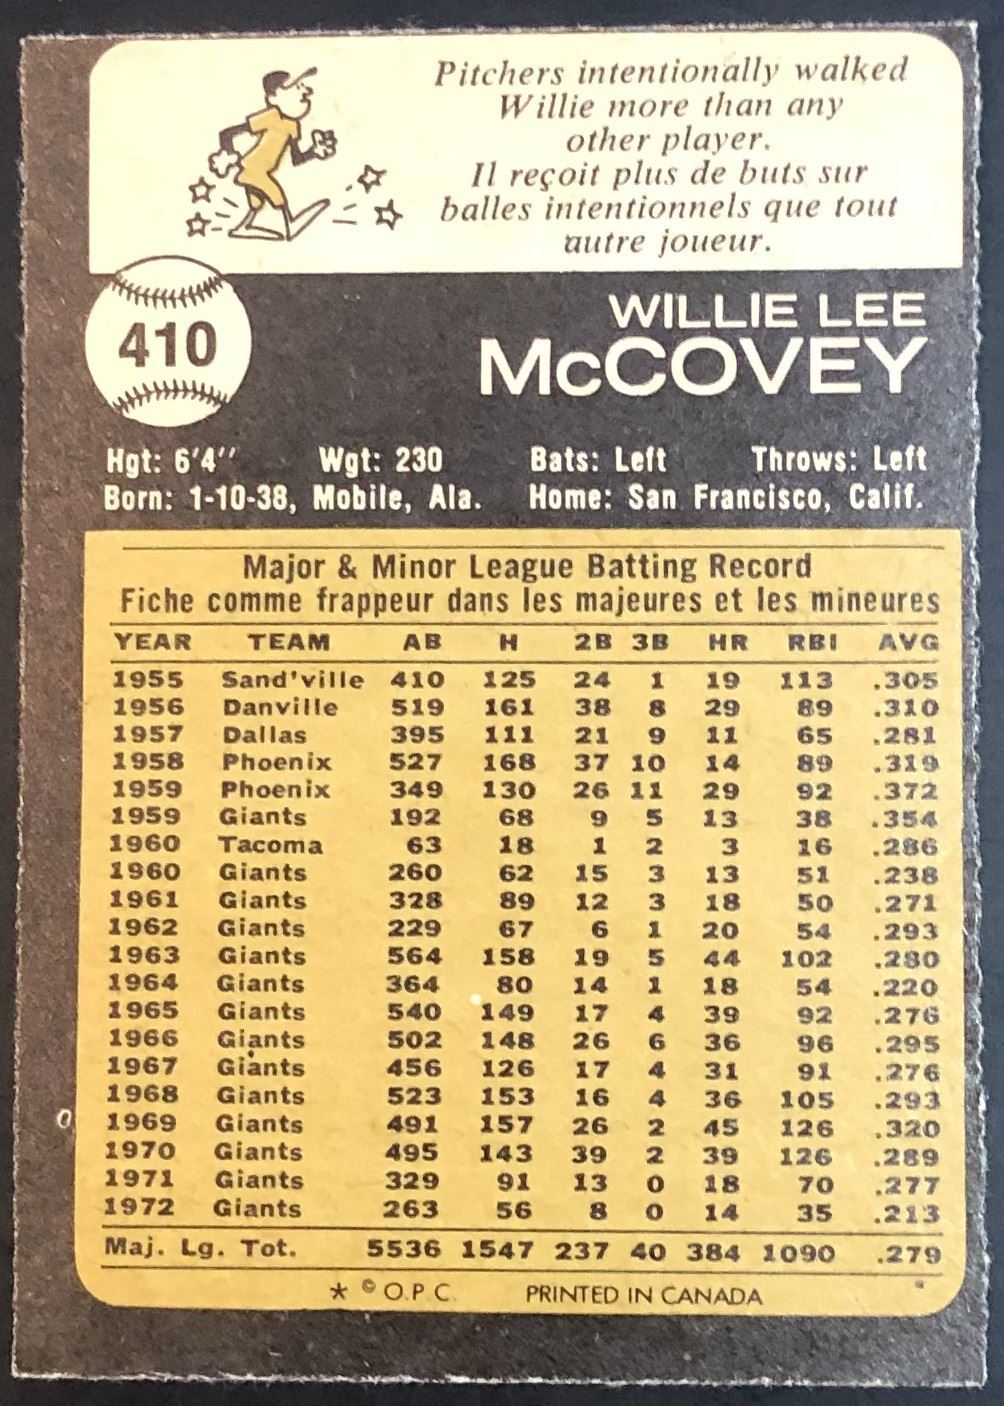 Pitchers intentionally walked
Willie more than any
other player.
Il reçoit plus de buts sur
balles intentionnels que tout
autre joueur.
410
WILLIE LEE
McCOVEY
Hgt: 6'4" Wgt: 230 Bats: Left Throws: Left
Born: 1-10-38, Mobile, Ala. Home: San Francisco, Calif.
Major & Minor League Batting Record
Fiche comme frappeur dans les majeures et les mineures
YEAR TEAM AB H 2B 3B HR RBI AVG
1955 Sand'ville 410 125 24 1 19 113 .305
1956 Danville 519 161 38 8 29 89 .310
1957 Dallas 395 111 21 9 11 65 .281
1958 Phoenix 527 168 37 10 14 89 .319
1959 Phoenix 349 130 26 11 29 92 .372
1959 Giants 192 68 9 5 13 38 .354
1960 Tacoma 63 18 1 2 3 16 .286
1960 Giants 260 62 15 3 13 51 .238
1961 Giants 328 89 12 3 18 50 .271
1962 Giants 229 67 6 1 20 54 .293
1963 Giants 564 158 19 5 44 102 .280
1964 Giants 364 80 14 1 18 54 .220
1965 Giants 540 149 17 4 39 92 .276
1966 Giants 502 148 26 6 36 96 .295
1967 Giants 456 126 17 4 31 91 .276
1968 Giants 523 153 16 4 36 105 .293
1969 Giants 491 157 26 2 45 126 .320
1970 Giants 495 143 39 2 39 126 .289
1971 Giants 329 91 13 0 18 70 .277
1972 Giants 263 56 8 0 14 35 .213
Maj. Lg. Tot. 5536 1547 237 40 384 1090 .279
* © O.P.C. PRINTED IN CANADA